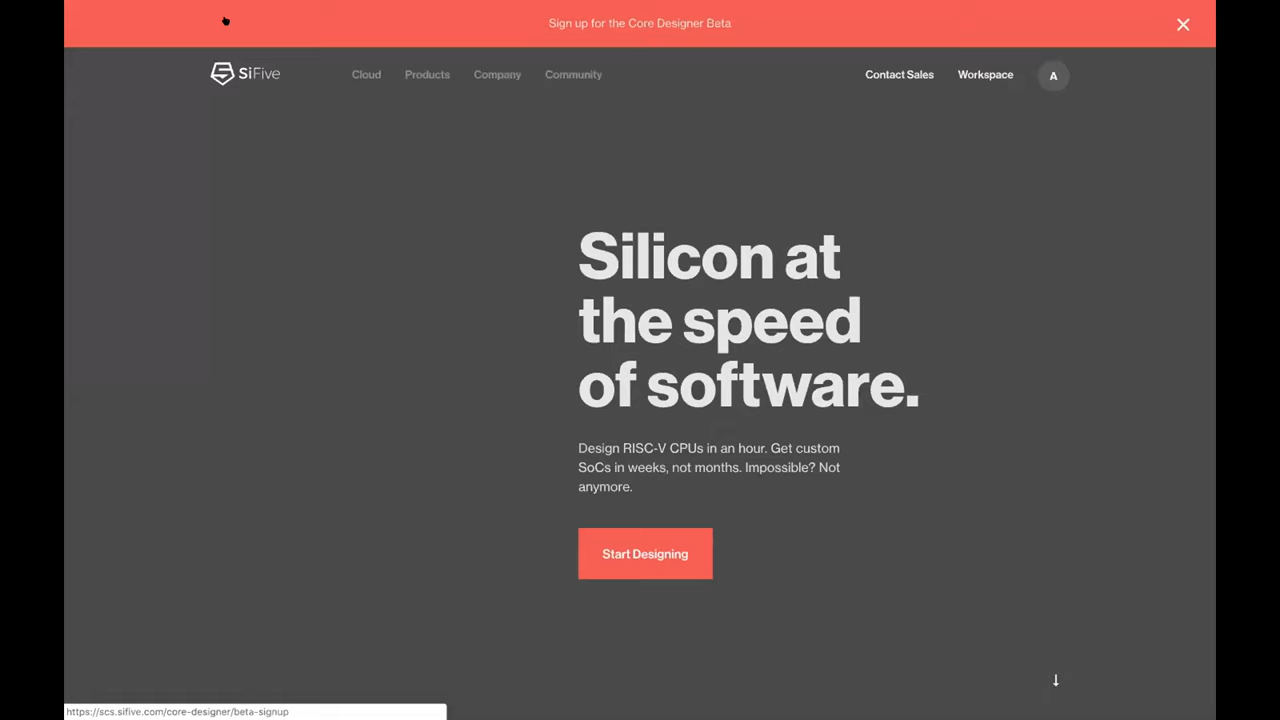 Sign up for the Core Designer Beta
SiFive
Cloud Products Company Community
Contact Sales Workspace A
Silicon at
the speed
of software.
Design RISC-V CPUs in an hour. Get custom
SoCs in weeks, not months. Impossible? Not
anymore.
Start Designing
https://scs.sifive.com/core-designer/beta-signup